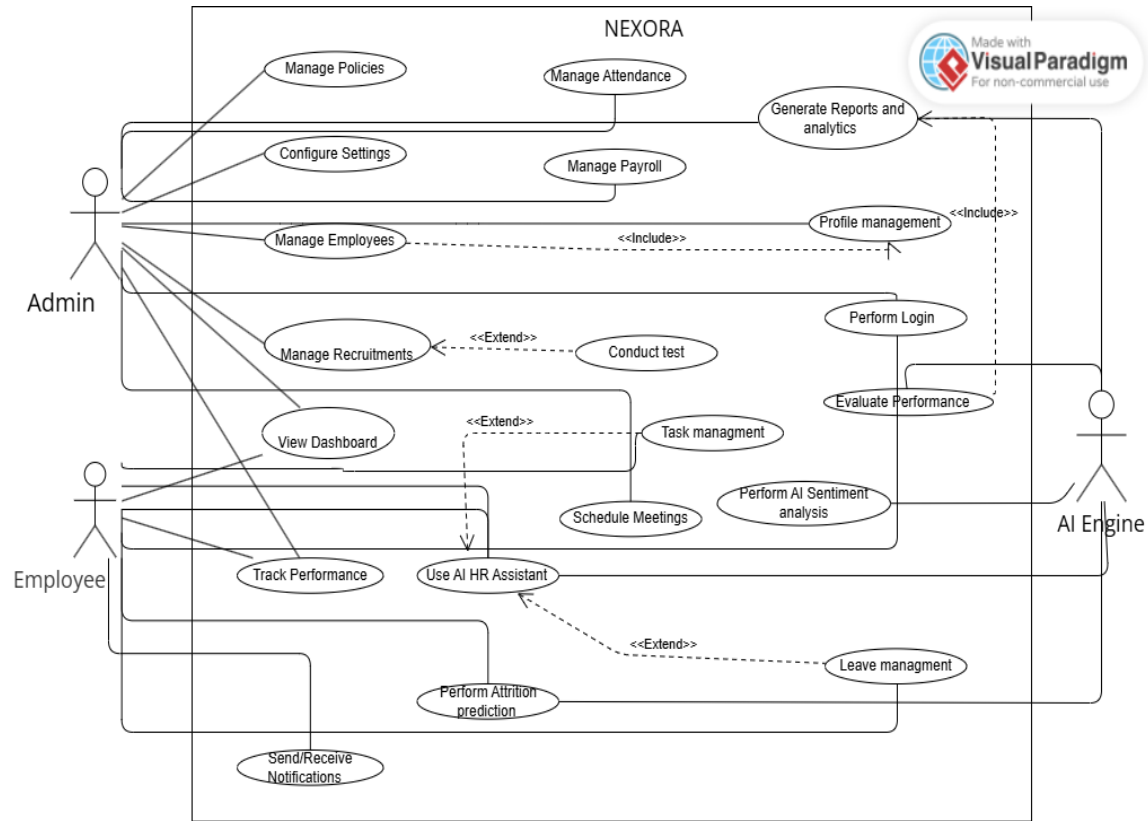 NEXORA
Made with
VisualParadigm
For non-commercial use
Manage Policies
Manage Attendance
Generate Reports and
analytics
Configure Settings
Manage Payroll
<<Include>>
Profile management
Manage Employees
<<Include>>
Admin
Perform Login
<<Extend>>
Manage Recruitments
Conduct test
Evaluate Performance
<<Extend>>
Task managment
View Dashboard
Perform AI Sentiment
analysis
Schedule Meetings
AI Engine
Employee
Track Performance
Use AI HR Assistant
<<Extend>>
Leave managment
Perform Attrition
prediction
Send/Receive
Notifications